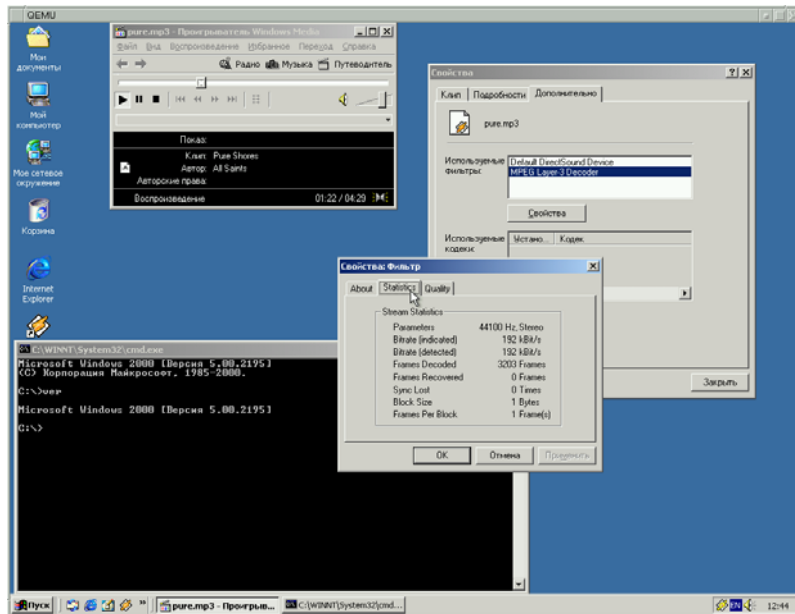 QEMU
Мои
документы
Мой
компьютер
Мое сетевое
окружение
Корзина
Internet
Explorer
pure.mp3 - Проигрыватель Windows Media
Файл Вид Воспроизведение Избранное Переход Справка
Радио Музыка Путеводитель
Показ:
Клип: Pure Shores
Автор: All Saints
Авторские права:
Воспроизведение 01:22 / 04:29
Свойства
Клип Подробности Дополнительно
pure.mp3
Используемые фильтры:
Default DirectSound Device
MPEG Layer-3 Decoder
Свойства
Используемые кодеки:
Устано... Кодек
Закрыть
Свойства: Фильтр
About Statistics Quality
Stream Statistics
Parameters 44100 Hz, Stereo
Bitrate (indicated) 192 kBit/s
Bitrate (detected) 192 kBit/s
Frames Decoded 3203 Frames
Frames Recovered 0 Frames
Sync Lost 0 Times
Block Size 1 Bytes
Frames Per Block 1 Frame(s)
OK Отмена Применить
C:\WINNT\System32\cmd.exe
Microsoft Windows 2000 [Версия 5.00.2195]
(C) Корпорация Майкрософт, 1985-2000.
C:\>ver
Microsoft Windows 2000 [Версия 5.00.2195]
C:\>
Пуск
pure.mp3 - Проигрыв...
C:\WINNT\System32\cmd...
EN
12:44